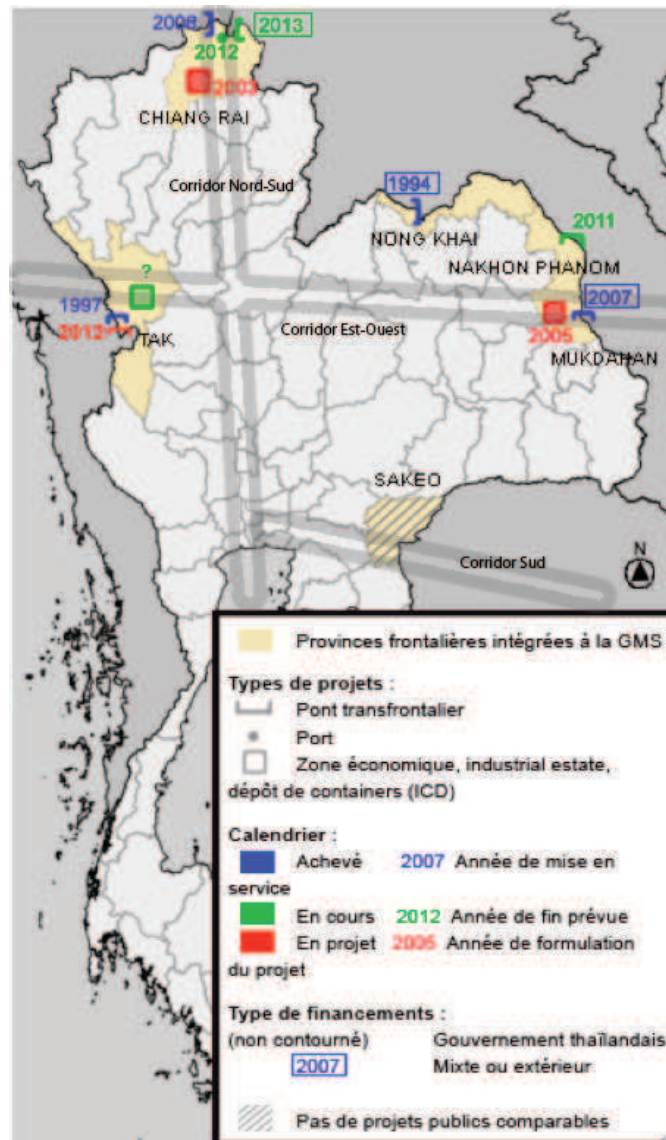 2006
2013
2012
2003
CHIANG RAI
Corridor Nord-Sud
1994
2011
NONG KHAI
NAKHON PHANOM
?
1997
2012
TAK
Corridor Est-Ouest
2007
2005
MUKDAHAN
SAKEO
Corridor Sud
N
Provinces frontalières intégrées à la GMS
Types de projets :
Pont transfrontalier
Port
Zone économique, industrial estate,
dépôt de containers (ICD)
Calendrier :
Achevé 2007 Année de mise en
service
En cours 2012 Année de fin prévue
En projet 2005 Année de formulation
du projet
Type de financements :
(non contourné) Gouvernement thaïlandais
2007 Mixte ou extérieur
Pas de projets publics comparables